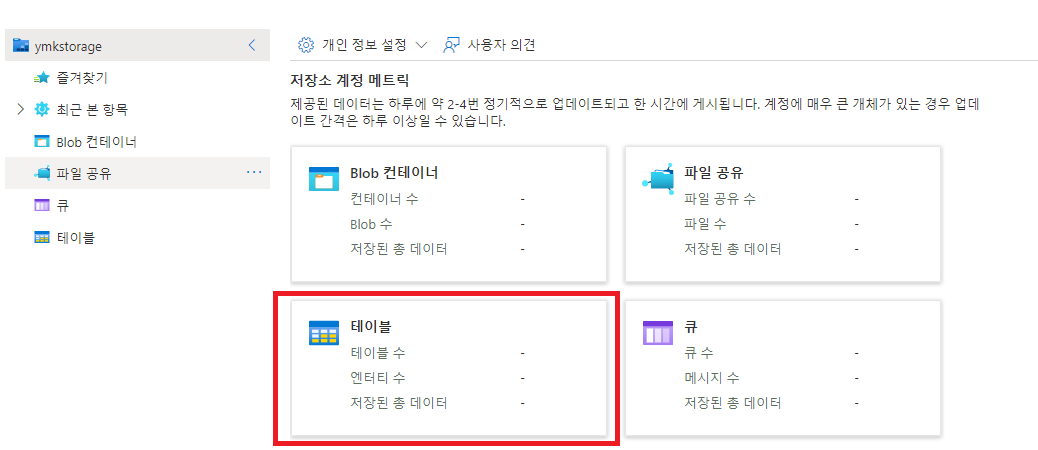 ymkstorage
즐겨찾기
최근 본 항목
Blob 컨테이너
파일 공유
큐
테이블
개인 정보 설정
사용자 의견
저장소 계정 메트릭
제공된 데이터는 하루에 약 2-4번 정기적으로 업데이트되고 한 시간에 게시됩니다. 계정에 매우 큰 개체가 있는 경우 업데
이트 간격은 하루 이상일 수 있습니다.
Blob 컨테이너
컨테이너 수 -
Blob 수 -
저장된 총 데이터 -
파일 공유
파일 공유 수 -
파일 수 -
저장된 총 데이터 -
테이블
테이블 수 -
엔터티 수 -
저장된 총 데이터 -
큐
큐 수 -
메시지 수 -
저장된 총 데이터 -